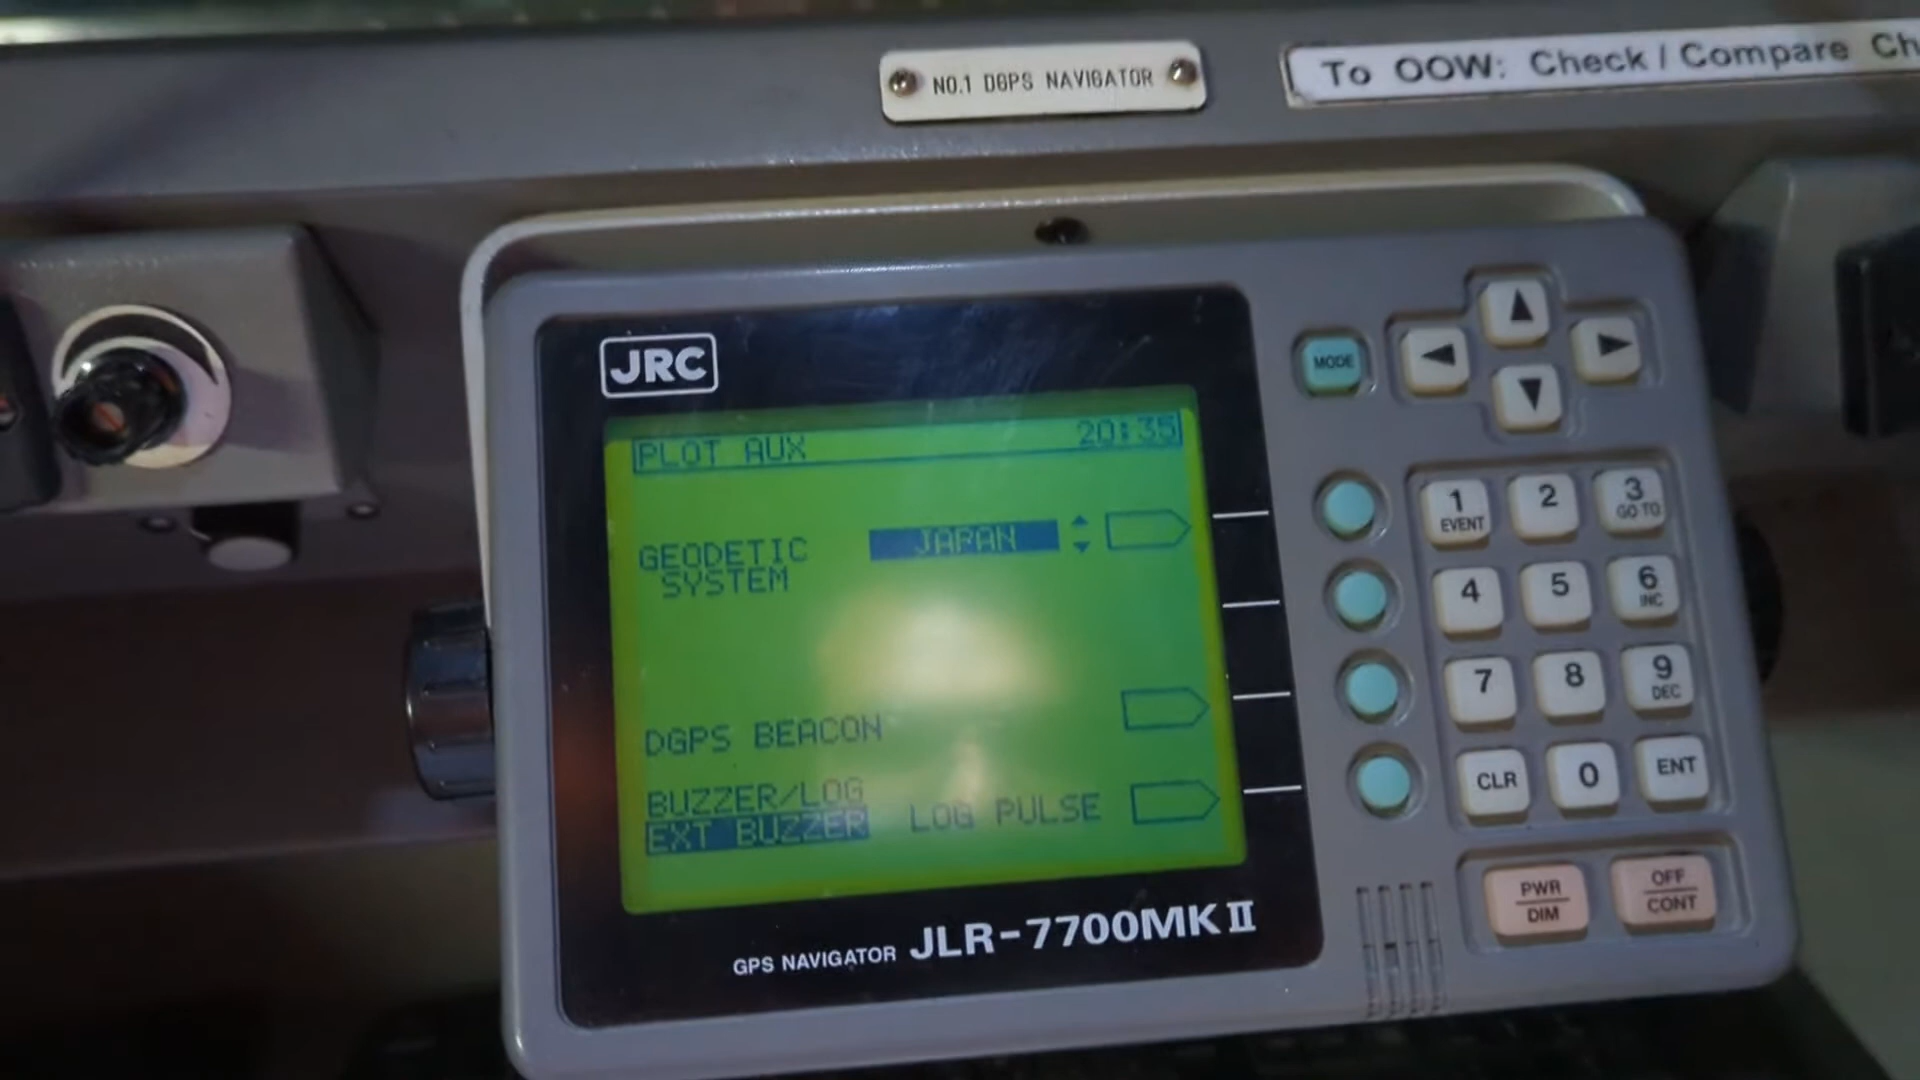 NO.1 DGPS NAVIGATOR
To OOW: Check / Compare Ch
JRC
PLOT AUX 20:35
GEODETIC SYSTEM JAPAN
DGPS BEACON
BUZZER/LOG
EXT BUZZER LOG PULSE
GPS NAVIGATOR JLR-7700MKⅡ
MODE
1 EVENT
2
3 GO TO
4
5
6 INC
7
8
9 DEC
CLR
0
ENT
PWR DIM
OFF CONT